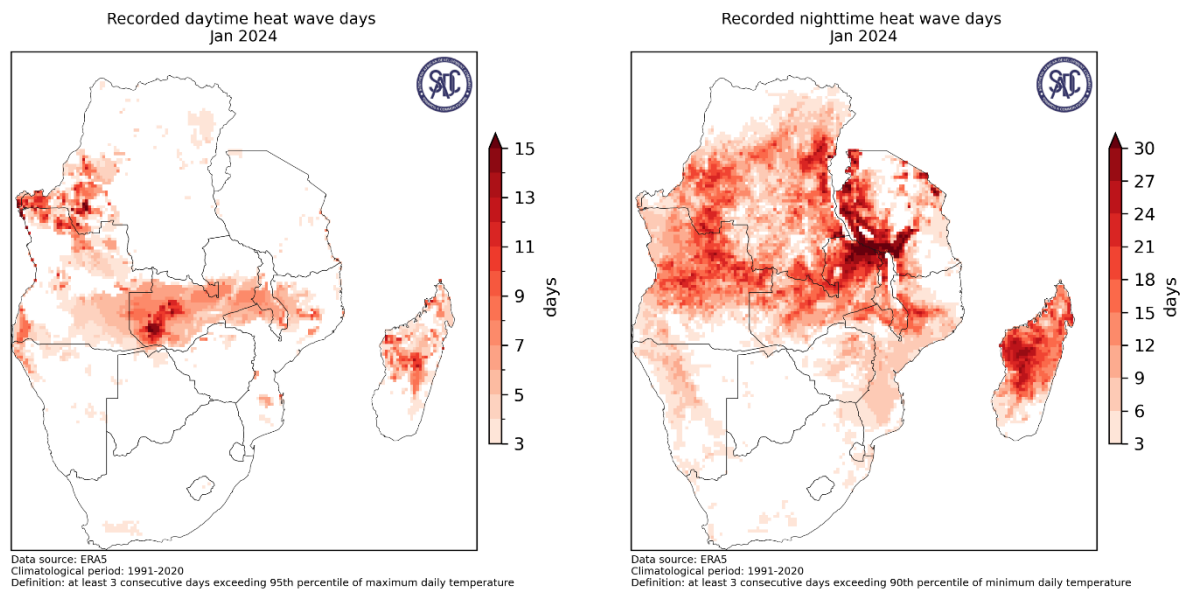 Recorded daytime heat wave days
Jan 2024
SADC
15
13
11
9
7
5
3
days
Data source: ERA5
Climatological period: 1991-2020
Definition: at least 3 consecutive days exceeding 95th percentile of maximum daily temperature
Recorded nighttime heat wave days
Jan 2024
SADC
30
27
24
21
18
15
12
9
6
3
days
Data source: ERA5
Climatological period: 1991-2020
Definition: at least 3 consecutive days exceeding 90th percentile of minimum daily temperature